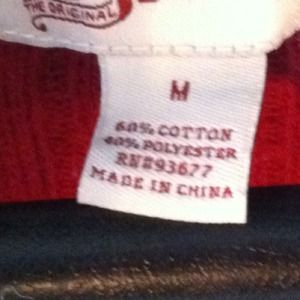 THE ORIGINAL
M
60% COTTON
40% POLYESTER
RN#93677
MADE IN CHINA